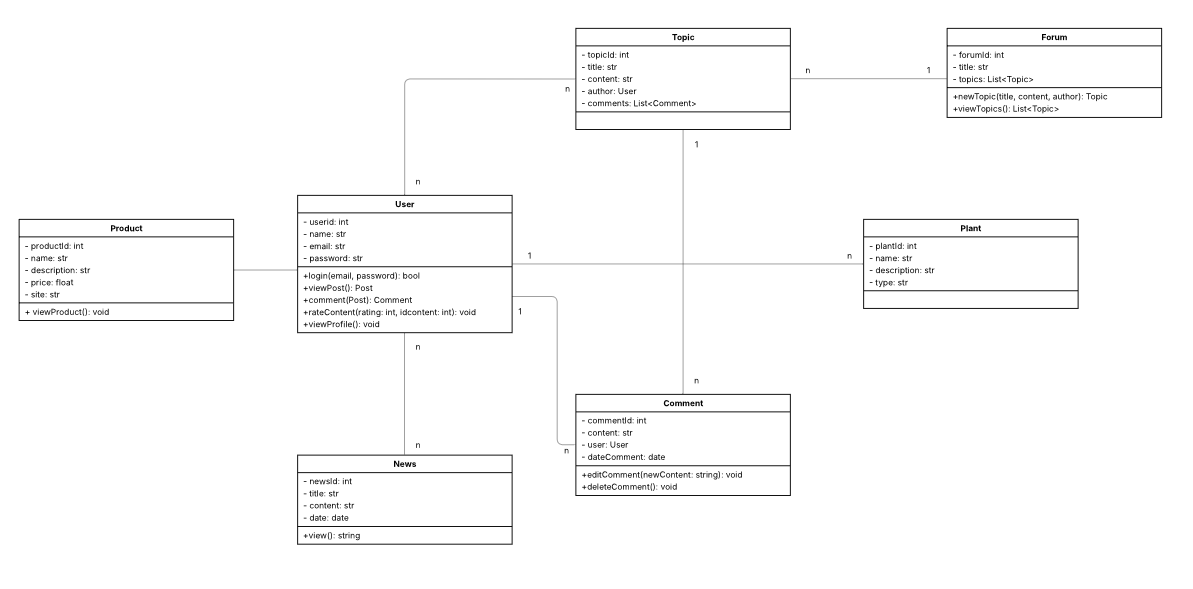 Topic
- topicId: int
- title: str
- content: str
- author: User
- comments: List<Comment>
Forum
- forumId: int
- title: str
- topics: List<Topic>
+newTopic(title, content, author): Topic
+viewTopics(): List<Topic>
n
1
n
1
n
User
- userid: int
- name: str
- email: str
- password: str
+login(email, password): bool
+viewPost(): Post
+comment(Post): Comment
+rateContent(rating: int, idcontent: int): void
+viewProfile(): void
Product
- productId: int
- name: str
- description: str
- price: float
- site: str
+ viewProduct(): void
Plant
- plantId: int
- name: str
- description: str
- type: str
1
n
1
n
n
Comment
- commentId: int
- content: str
- user: User
- dateComment: date
+editComment(newContent: string): void
+deleteComment(): void
n
n
News
- newsId: int
- title: str
- content: str
- date: date
+view(): string